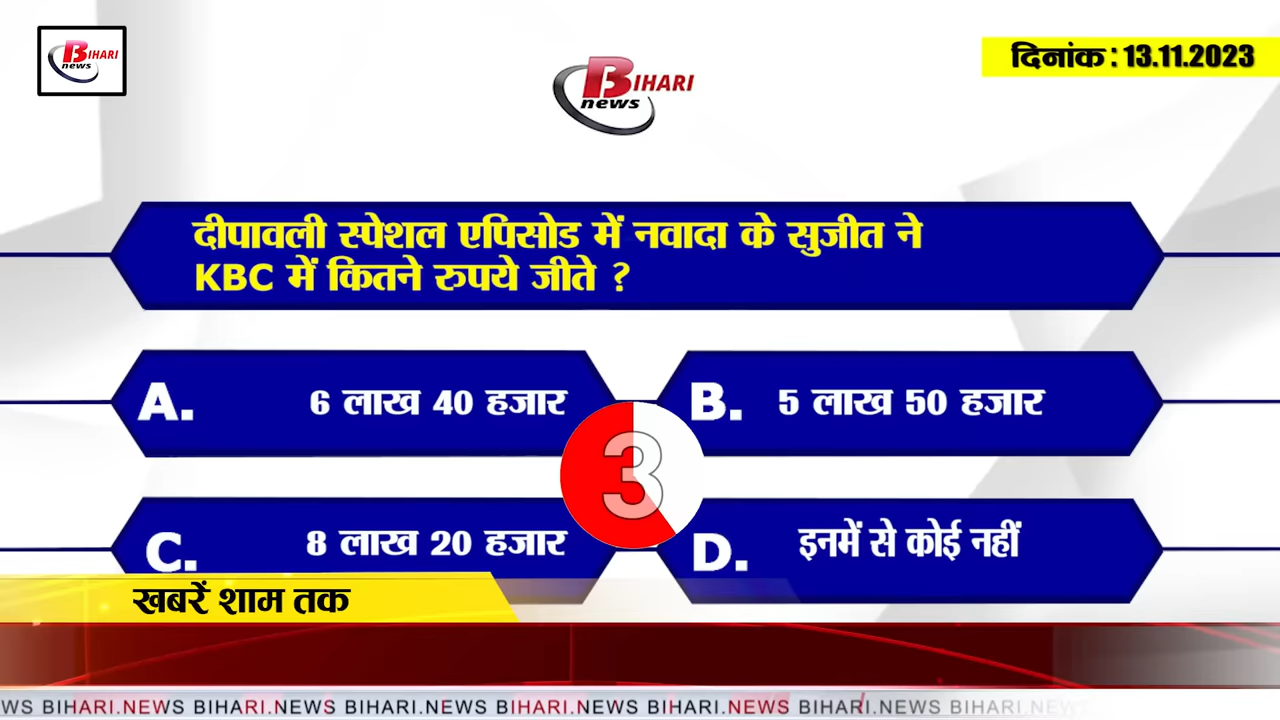 BIHARI
news
दिनांक : 13.11.2023
BIHARI
news
दीपावली स्पेशल एपिसोड में नवादा के सुजीत ने
KBC में कितने रुपये जीते ?
A. 6 लाख 40 हजार
B. 5 लाख 50 हजार
3
C. 8 लाख 20 हजार
D. इनमें से कोई नहीं
खबरें शाम तक
WS BIHARI.NEWS BIHARI.NEWS BIHARI.NEWS BIHARI.NEWS BIHARI.NEWS BIHARI.NEWS BIHARI.NEWS